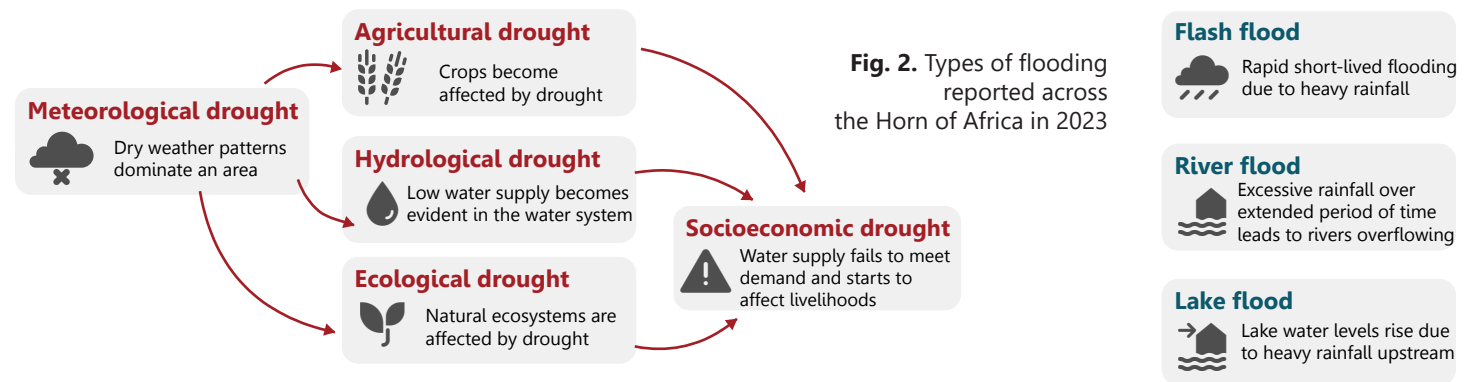 Meteorological drought
Dry weather patterns
dominate an area
Agricultural drought
Crops become
affected by drought
Hydrological drought
Low water supply becomes
evident in the water system
Ecological drought
Natural ecosystems are
affected by drought
Socioeconomic drought
Water supply fails to meet
demand and starts to
affect livelihoods
Fig. 2. Types of flooding
reported across
the Horn of Africa in 2023
Flash flood
Rapid short-lived flooding
due to heavy rainfall
River flood
Excessive rainfall over
extended period of time
leads to rivers overflowing
Lake flood
Lake water levels rise due
to heavy rainfall upstream